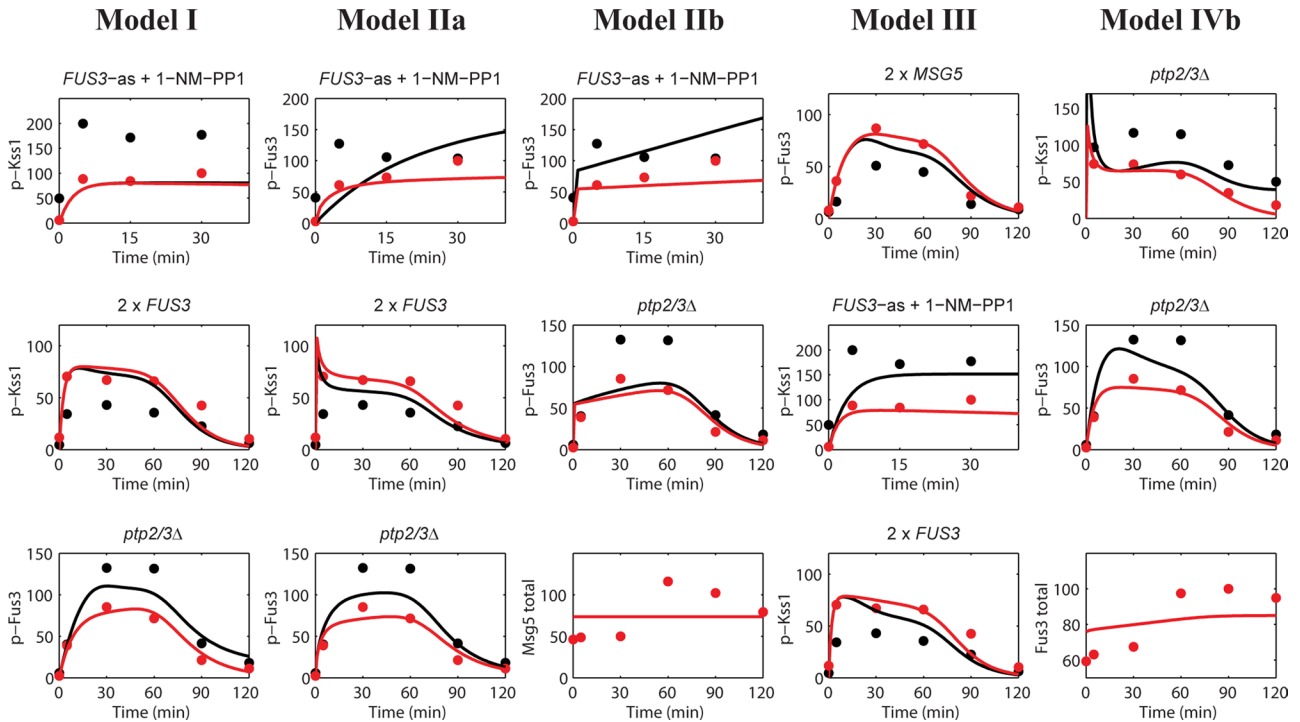 Model I
Model IIa
Model IIb
Model III
Model IVb
FUS3-as + 1-NM-PP1
p-Kss1
200
150
100
50
0
0 15 30
Time (min)
FUS3-as + 1-NM-PP1
p-Fus3
200
150
100
50
0
0 15 30
Time (min)
FUS3-as + 1-NM-PP1
p-Fus3
200
150
100
50
0
0 15 30
Time (min)
2 x MSG5
p-Fus3
100
50
0
0 30 60 90 120
Time (min)
ptp2/3Δ
p-Kss1
150
100
50
0
0 30 60 90 120
Time (min)
2 x FUS3
p-Kss1
100
50
0
0 30 60 90 120
Time (min)
2 x FUS3
p-Kss1
100
50
0
0 30 60 90 120
Time (min)
ptp2/3Δ
p-Fus3
150
100
50
0
0 30 60 90 120
Time (min)
FUS3-as + 1-NM-PP1
p-Kss1
250
200
150
100
50
0
0 15 30
Time (min)
ptp2/3Δ
p-Fus3
150
100
50
0
0 30 60 90 120
Time (min)
ptp2/3Δ
p-Fus3
150
100
50
0
0 30 60 90 120
Time (min)
ptp2/3Δ
p-Fus3
150
100
50
0
0 30 60 90 120
Time (min)
Msg5 total
150
100
50
0
0 30 60 90 120
Time (min)
2 x FUS3
p-Kss1
100
50
0
0 30 60 90 120
Time (min)
Fus3 total
100
80
60
0 30 60 90 120
Time (min)